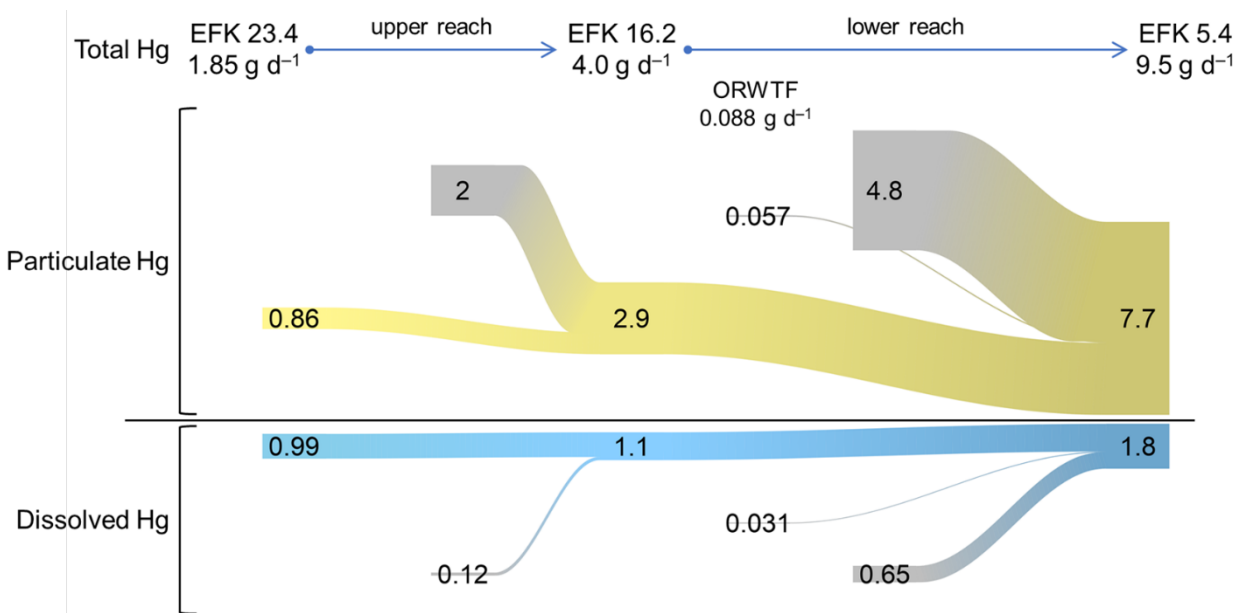 Total Hg
EFK 23.4
1.85 g d⁻¹
upper reach
EFK 16.2
4.0 g d⁻¹
lower reach
EFK 5.4
9.5 g d⁻¹
ORWTF
0.088 g d⁻¹
Particulate Hg
2
4.8
0.057
0.86
2.9
7.7
Dissolved Hg
0.99
1.1
1.8
0.031
0.12
0.65